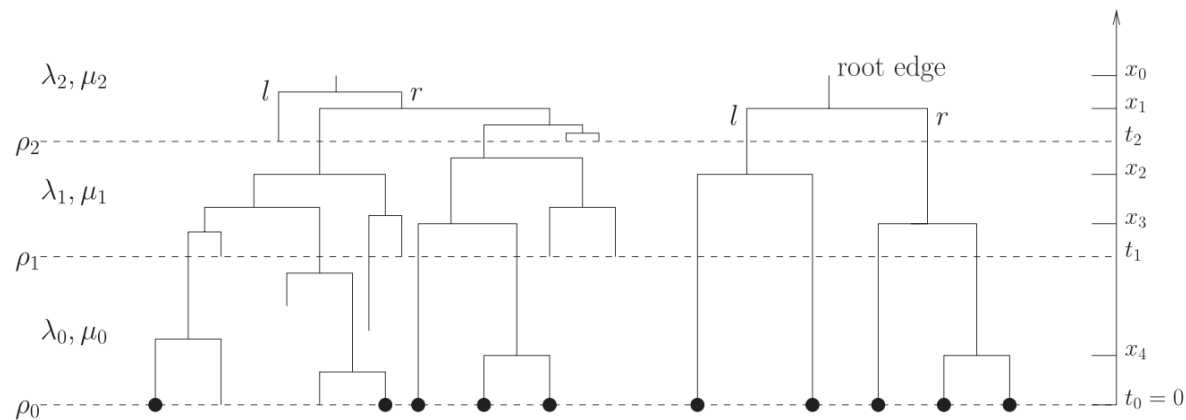 root edge
λ₂, μ₂
x₀
l
r
x₁
l
r
ρ₂
t₂
x₂
λ₁, μ₁
x₃
ρ₁
t₁
λ₀, μ₀
x₄
ρ₀
t₀ = 0